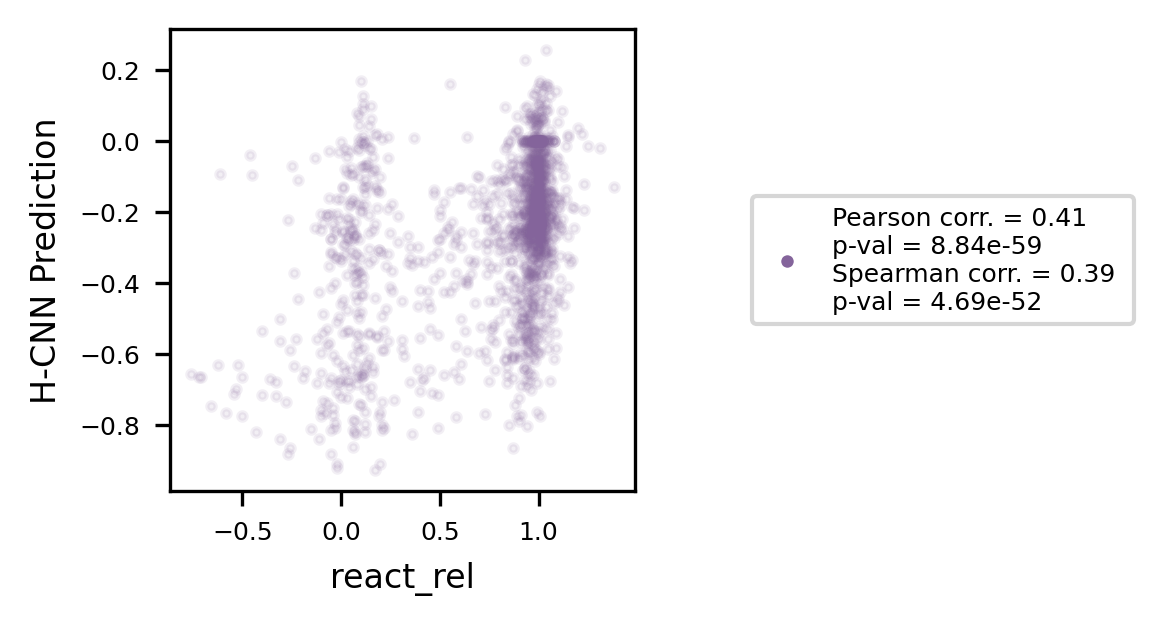 H-CNN Prediction
0.2
0.0
−0.2
−0.4
−0.6
−0.8
−0.5
0.0
0.5
1.0
react_rel
Pearson corr. = 0.41
p-val = 8.84e-59
Spearman corr. = 0.39
p-val = 4.69e-52